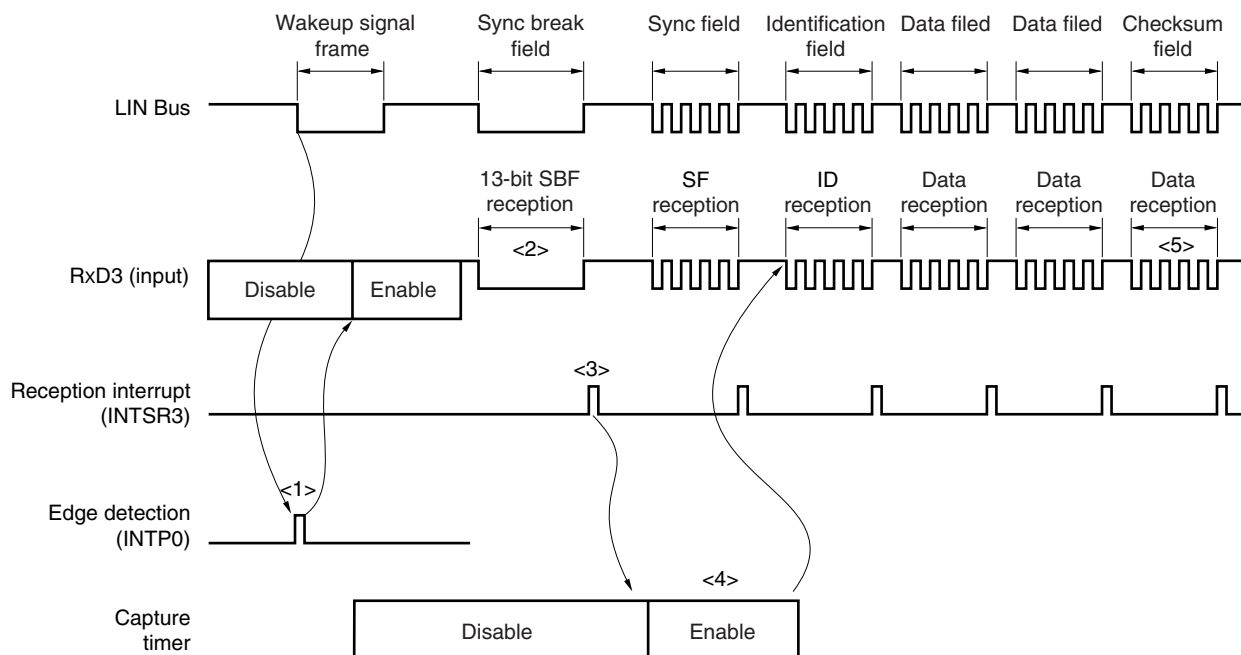 Wakeup signal frame
Sync break field
Sync field
Identification field
Data filed
Data filed
Checksum field
LIN Bus
13-bit SBF reception
SF reception
ID reception
Data reception
Data reception
Data reception
<2>
<5>
RxD3 (input)
Disable
Enable
<3>
Reception interrupt
(INTSR3)
<1>
Edge detection
(INTP0)
<4>
Capture
timer
Disable
Enable